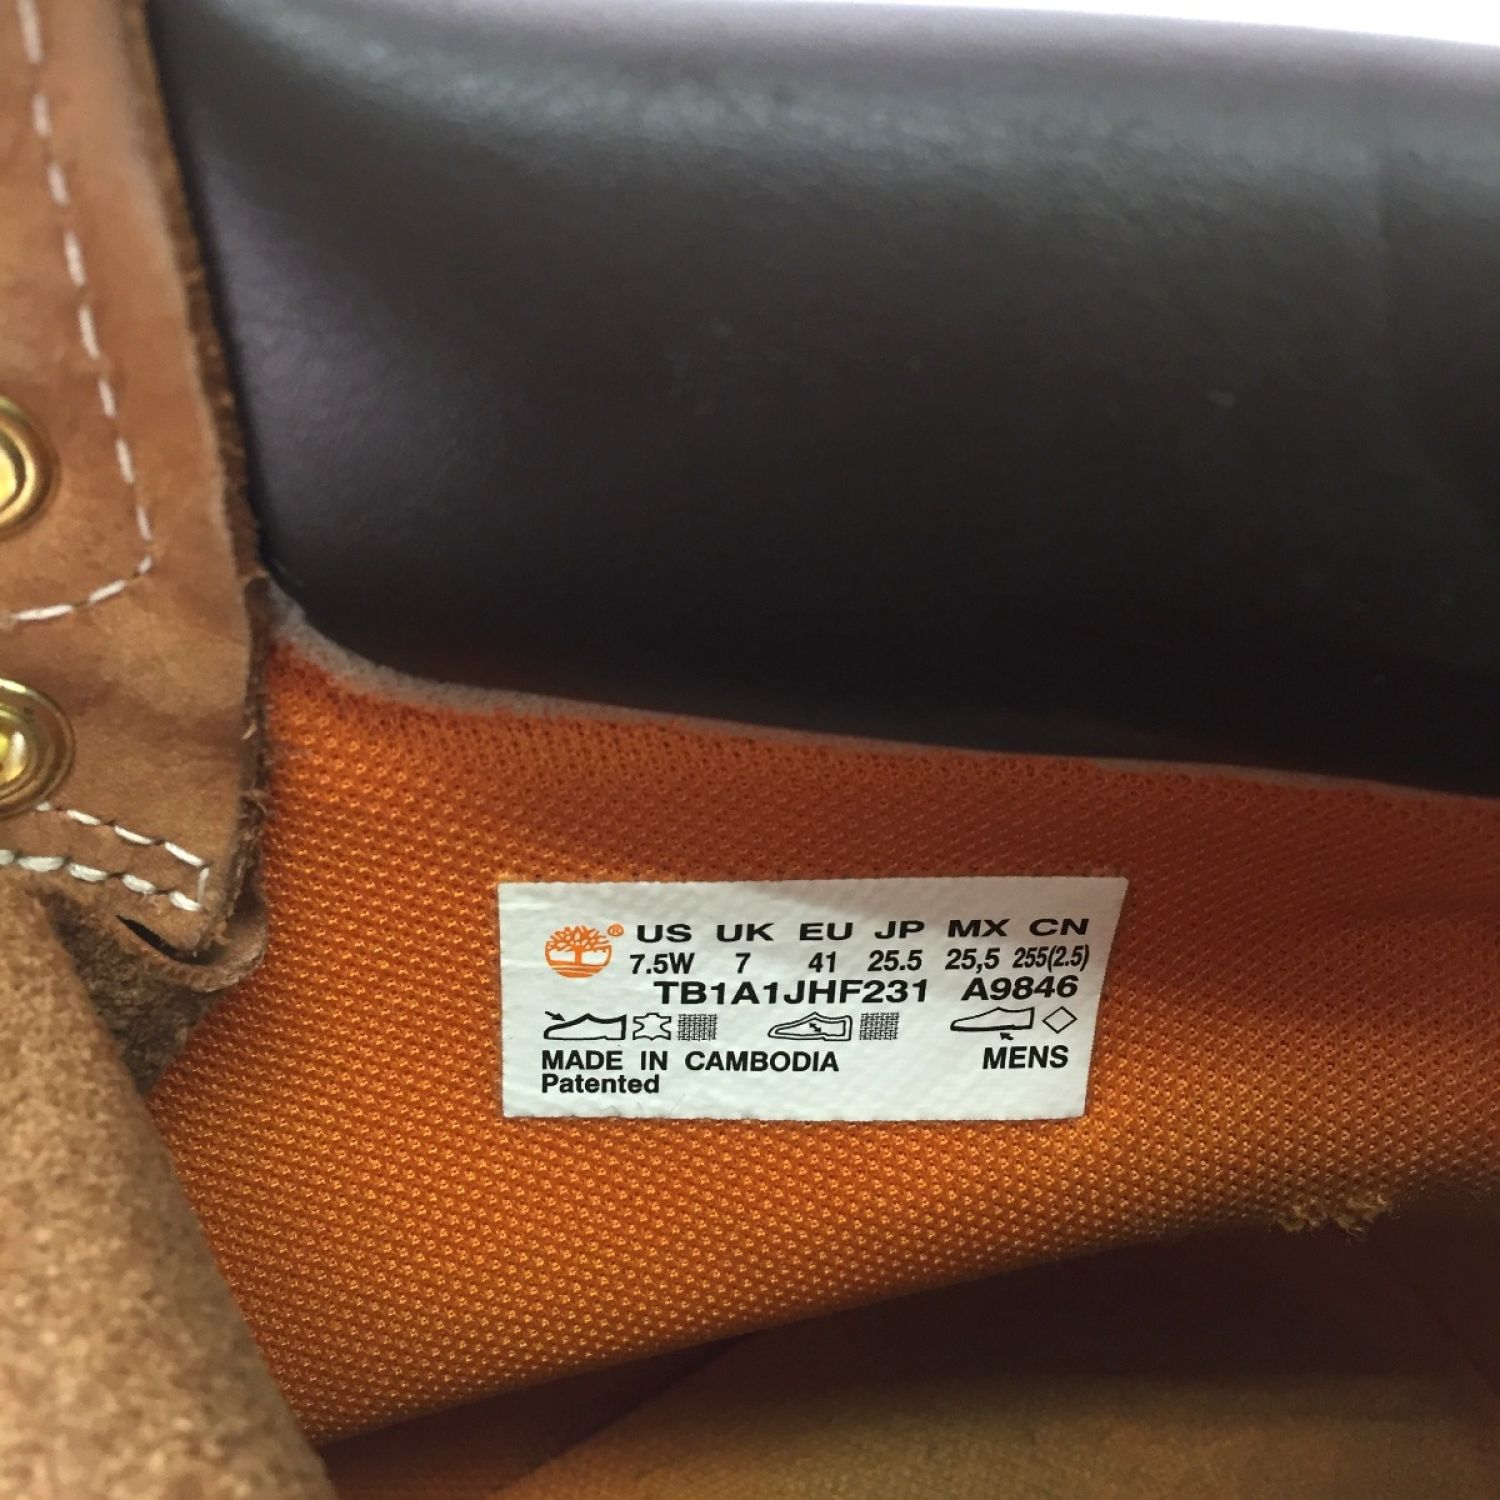 ® US UK EU JP MX CN
7.5W 7 41 25.5 25,5 255(2.5)
TB1A1JHF231 A9846
MADE IN CAMBODIA MENS
Patented